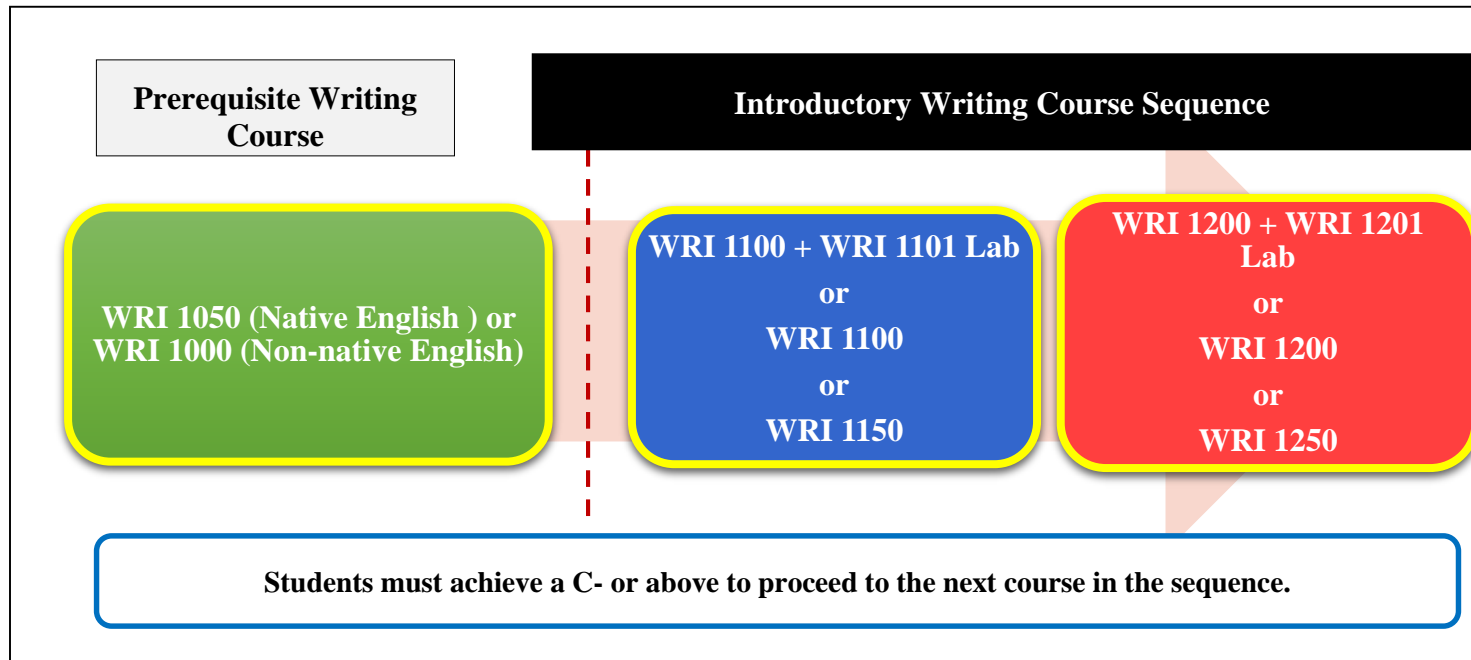 Prerequisite Writing
Course
Introductory Writing Course Sequence
WRI 1050 (Native English ) or
WRI 1000 (Non-native English)
WRI 1100 + WRI 1101 Lab
or
WRI 1100
or
WRI 1150
WRI 1200 + WRI 1201
Lab
or
WRI 1200
or
WRI 1250
Students must achieve a C- or above to proceed to the next course in the sequence.